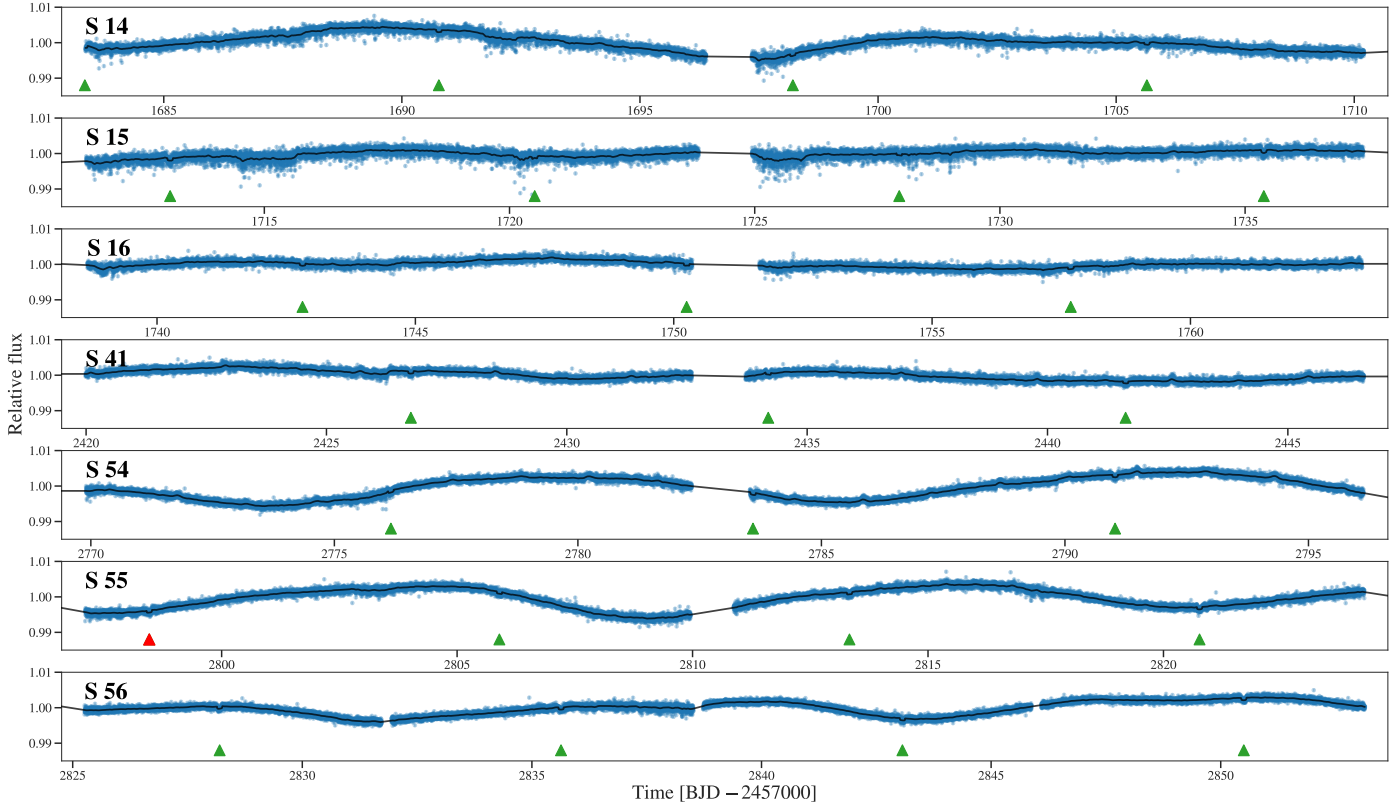 1.01
S 14
1.00
0.99
1685 1690 1695 1700 1705 1710
1.01
S 15
1.00
0.99
1715 1720 1725 1730 1735
1.01
S 16
1.00
0.99
1740 1745 1750 1755 1760
1.01
S 41
1.00
0.99
2420 2425 2430 2435 2440 2445
Relative flux
1.01
S 54
1.00
0.99
2770 2775 2780 2785 2790 2795
1.01
S 55
1.00
0.99
2800 2805 2810 2815 2820
1.01
S 56
1.00
0.99
2825 2830 2835 2840 2845 2850
Time [BJD − 2457000]